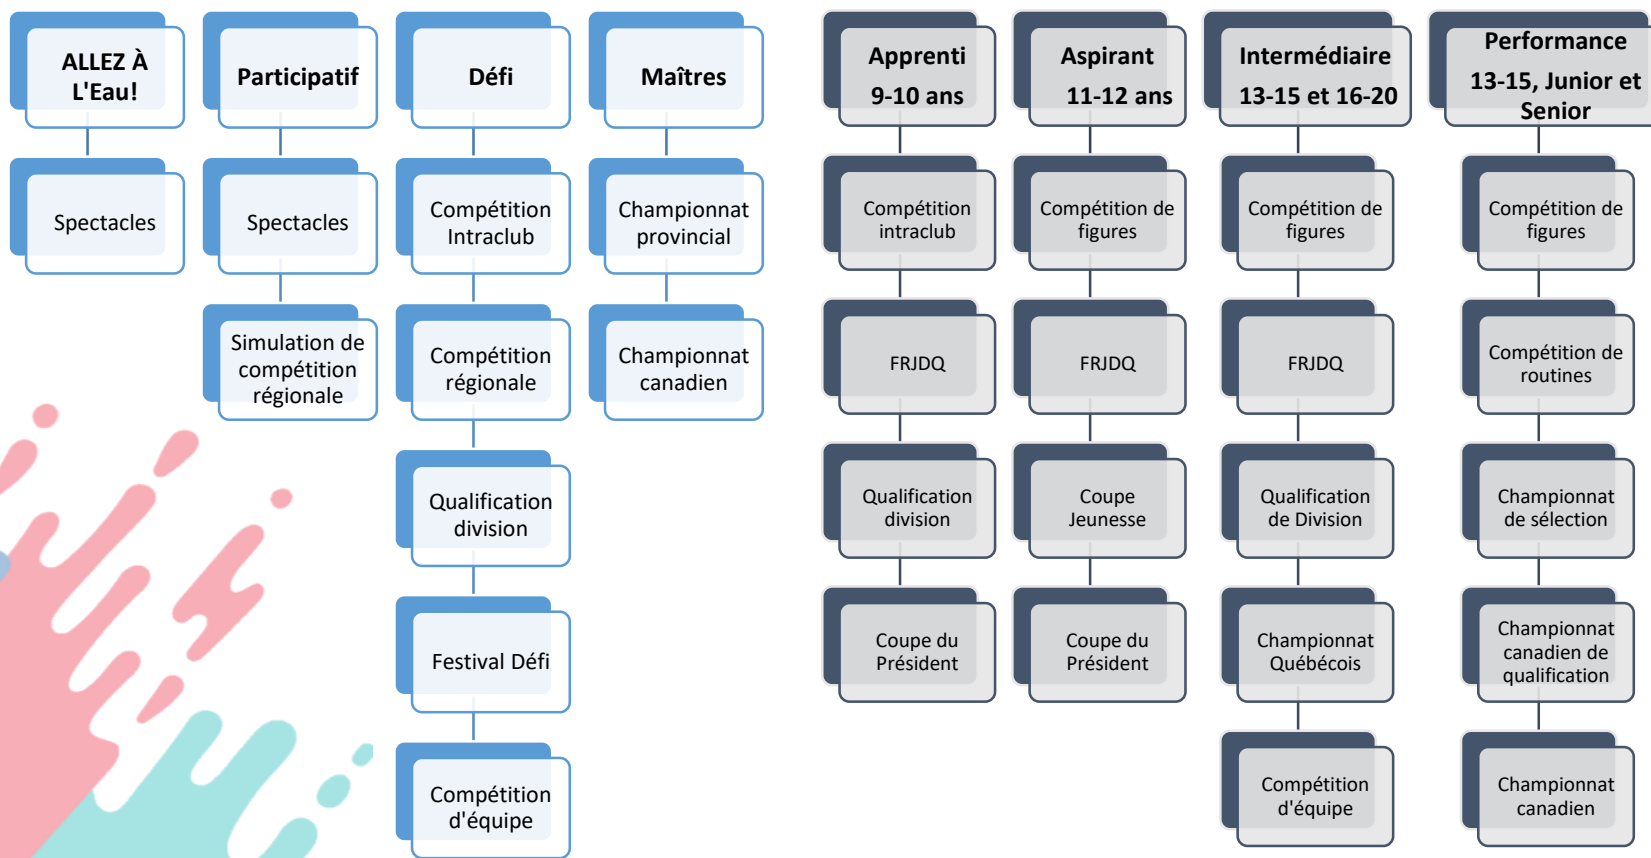 ALLEZ À
L'Eau!
Spectacles
Participatif
Spectacles
Simulation de
compétition
régionale
Défi
Compétition
Intraclub
Compétition
régionale
Qualification
division
Festival Défi
Compétition
d'équipe
Maîtres
Championnat
provincial
Championnat
canadien
Apprenti
9-10 ans
Compétition
intraclub
FRJDQ
Qualification
division
Coupe du
Président
Aspirant
11-12 ans
Compétition de
figures
FRJDQ
Coupe
Jeunesse
Coupe du
Président
Intermédiaire
13-15 et 16-20
Compétition de
figures
FRJDQ
Qualification
de Division
Championnat
Québécois
Compétition
d'équipe
Performance
13-15, Junior et
Senior
Compétition de
figures
Compétition de
routines
Championnat
de sélection
Championnat
canadien de
qualification
Championnat
canadien